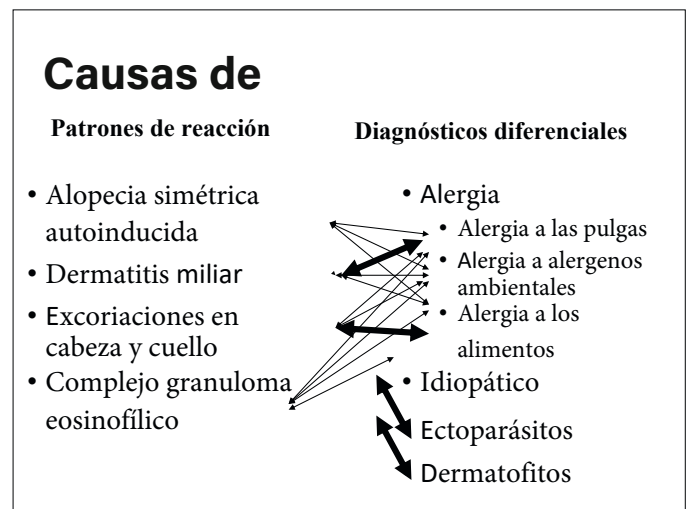 Causas de
Patrones de reacción
• Alopecia simétrica
autoinducida
• Dermatitis miliar
• Excoriaciones en
cabeza y cuello
• Complejo granuloma
eosinofílico
Diagnósticos diferenciales
• Alergia
• Alergia a las pulgas
• Alergia a alergenos
ambientales
• Alergia a los
alimentos
• Idiopático
Ectoparásitos
Dermatofitos